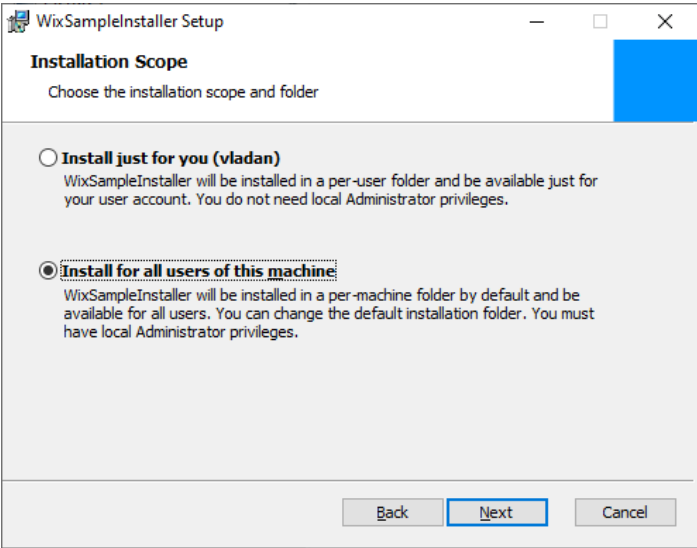 WixSampleInstaller Setup
Installation Scope
Choose the installation scope and folder
Install just for you (vladan)
WixSampleInstaller will be installed in a per-user folder and be available just for
your user account. You do not need local Administrator privileges.
Install for all users of this machine
WixSampleInstaller will be installed in a per-machine folder by default and be
available for all users. You can change the default installation folder. You must
have local Administrator privileges.
Back
Next
Cancel